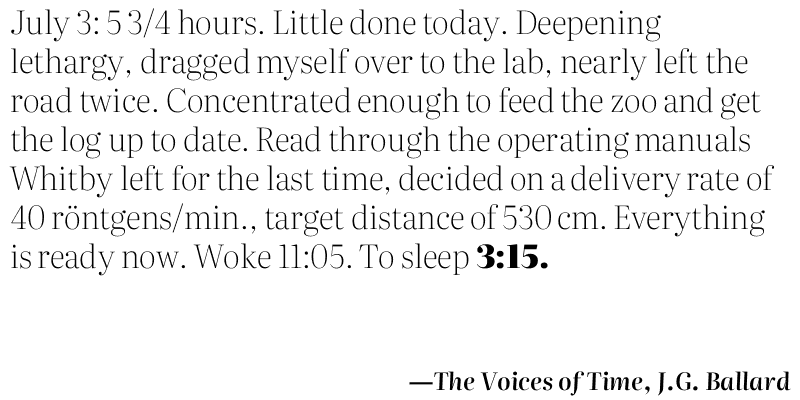 July 3: 5 3/4 hours. Little done today. Deepening
lethargy, dragged myself over to the lab, nearly left the
road twice. Concentrated enough to feed the zoo and get
the log up to date. Read through the operating manuals
Whitby left for the last time, decided on a delivery rate of
40 röntgens/min., target distance of 530 cm. Everything
is ready now. Woke 11:05. To sleep 3:15.
—The Voices of Time, J.G. Ballard